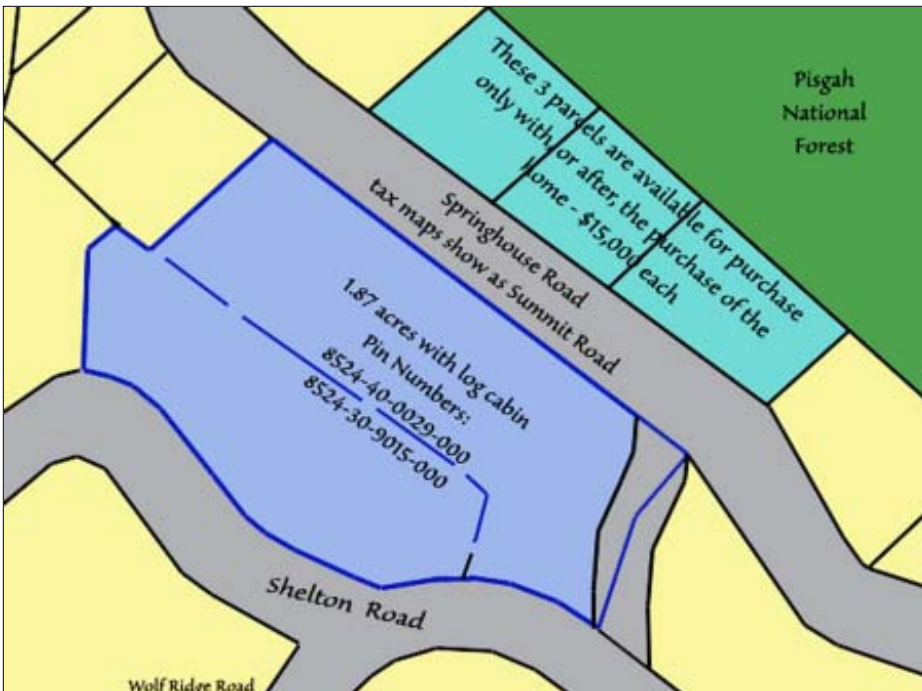 These 3 parcels are available for purchase
only with, or after, the purchase of the
Home - $15,000 each
Pisgah
National
Forest
Springhouse Road
tax maps show as Summit Road
1.87 acres with log cabin
Pin Numbers:
8524-40-0029-000
8524-30-9015-000
Shelton Road
Wolf Ridge Road